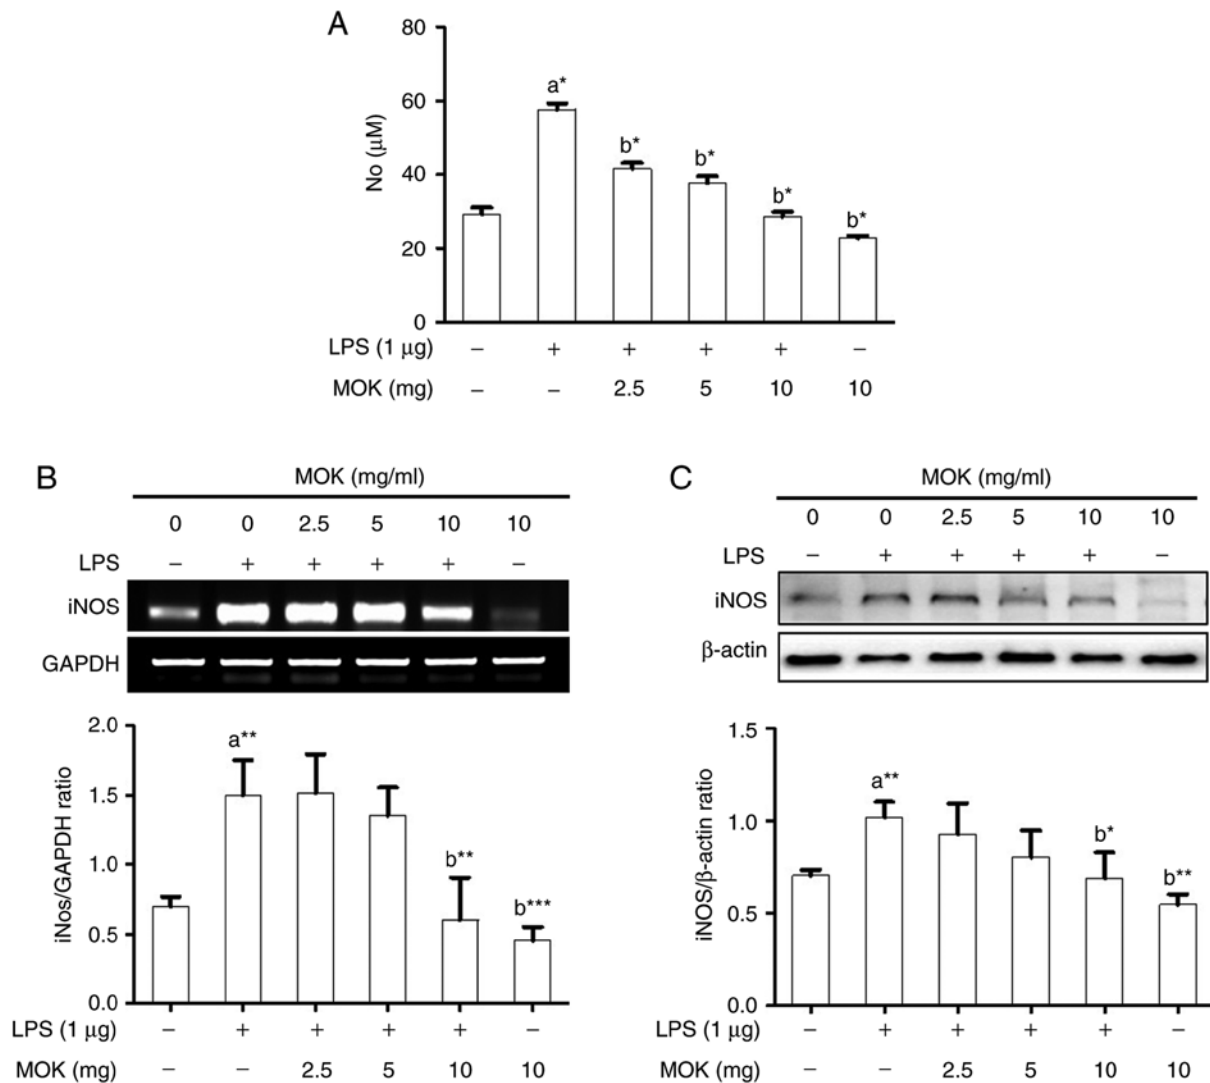 A
80
a*
60
b*
b*
No (μM)
40
b*
b*
20
0
LPS (1 μg) − + + + + −
MOK (mg) − − 2.5 5 10 10
B
MOK (mg/ml)
0 0 2.5 5 10 10
LPS − + + + + −
iNOS
GAPDH
2.0
a**
1.5
iNos/GAPDH ratio
1.0
b**
b***
0.5
0.0
LPS (1 μg) − + + + + −
MOK (mg) − − 2.5 5 10 10
C
MOK (mg/ml)
0 0 2.5 5 10 10
LPS − + + + + −
iNOS
β-actin
1.5
a**
1.0
b*
iNOS/β-actin ratio
b**
0.5
0.0
LPS (1 μg) − + + + + −
MOK (mg) − − 2.5 5 10 10